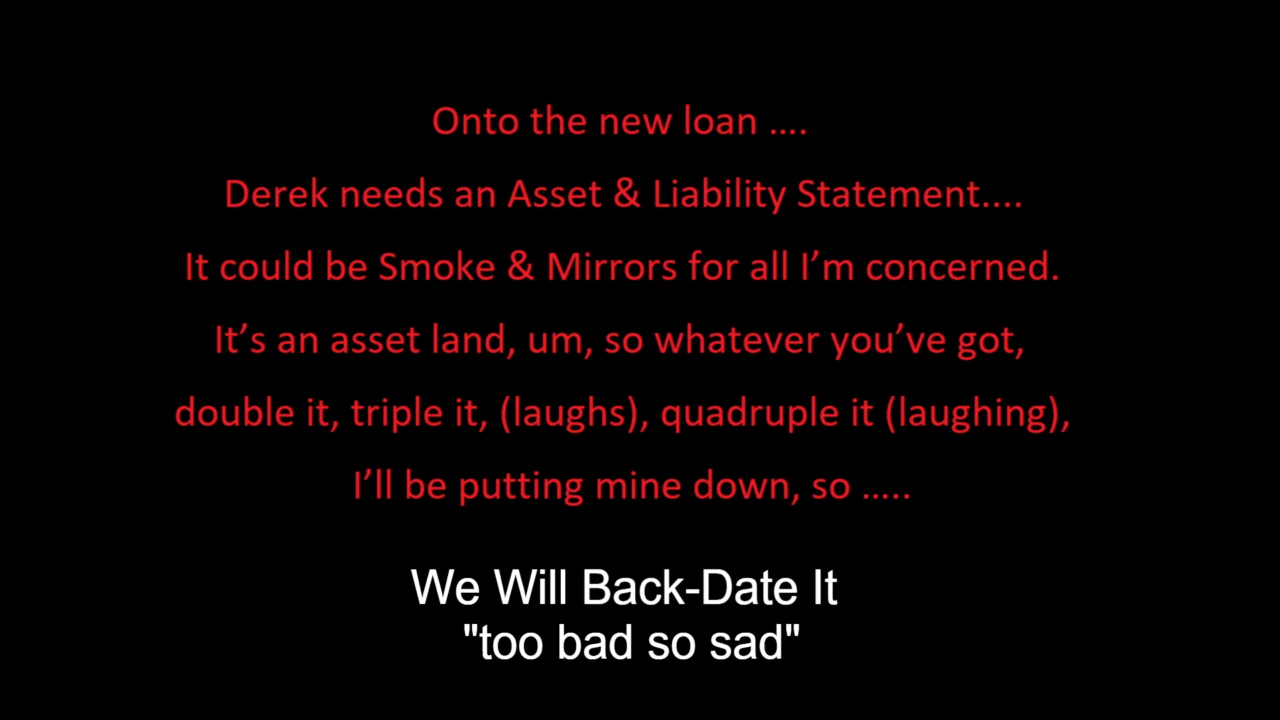 Onto the new loan ….
Derek needs an Asset & Liability Statement....
It could be Smoke & Mirrors for all I’m concerned.
It’s an asset land, um, so whatever you’ve got,
double it, triple it, (laughs), quadruple it (laughing),
I’ll be putting mine down, so …..
We Will Back-Date It
"too bad so sad"